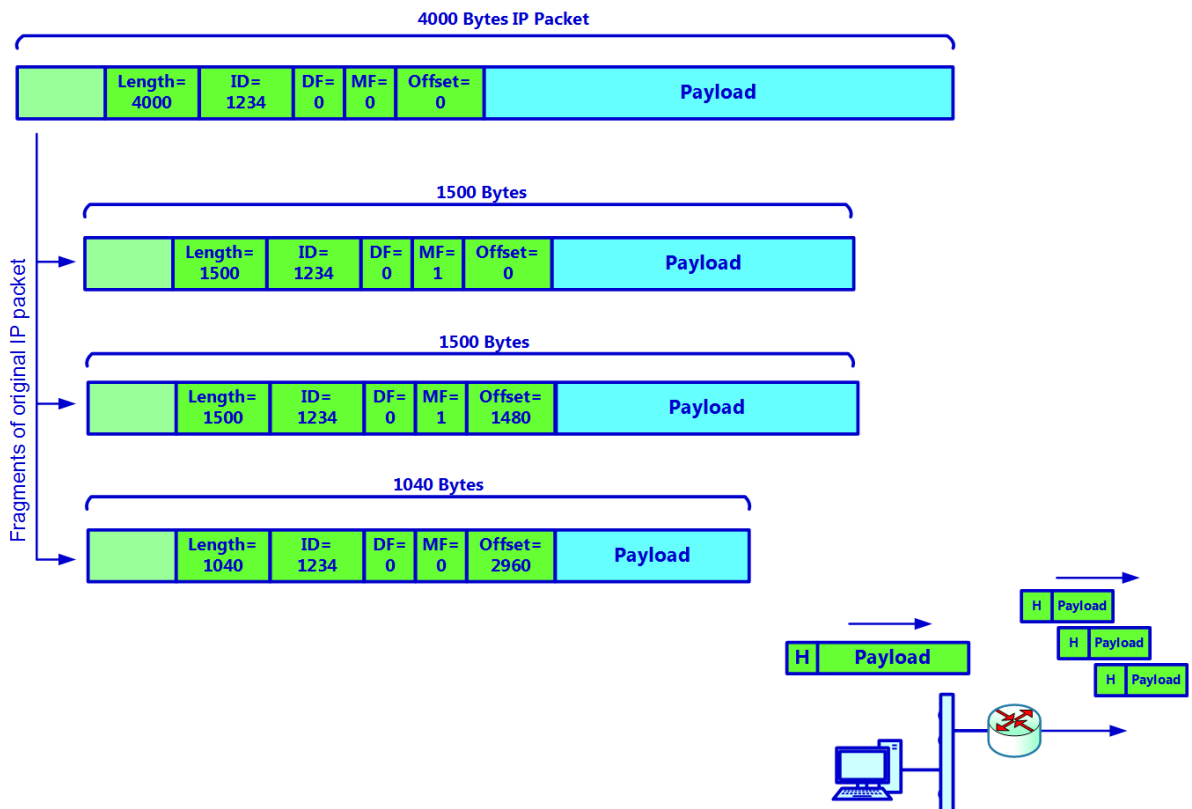 4000 Bytes IP Packet
Length= ID= DF= MF= Offset=
4000 1234 0 0 0
Payload
1500 Bytes
Length= ID= DF= MF= Offset=
1500 1234 0 1 0
Payload
1500 Bytes
Length= ID= DF= MF= Offset=
1500 1234 0 1 1480
Payload
1040 Bytes
Length= ID= DF= MF= Offset=
1040 1234 0 0 2960
Payload
Fragments of original IP packet
H Payload
H Payload
H Payload
H Payload